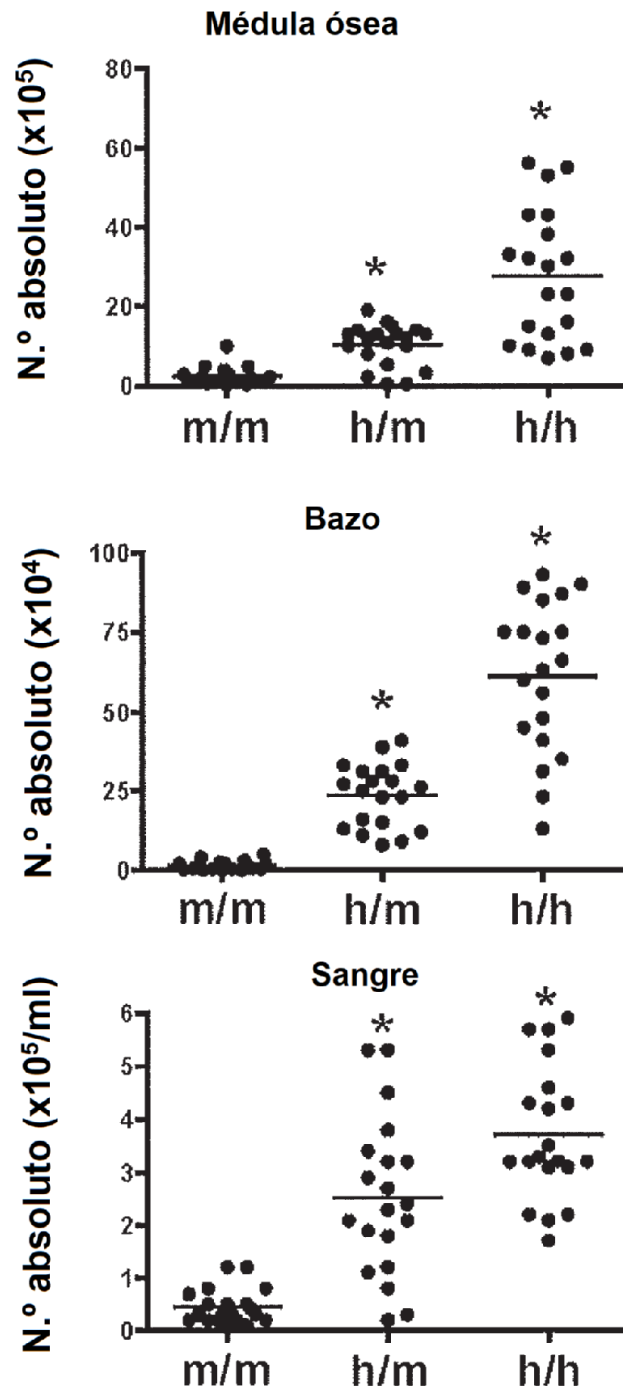 Médula ósea
N.º absoluto (x10⁵)
80
60
40
20
0
*
*
m/m h/m h/h
Bazo
N.º absoluto (x10⁴)
100
75
50
25
0
*
*
m/m h/m h/h
Sangre
N.º absoluto (x10⁵/ml)
6
5
4
3
2
1
0
*
*
m/m h/m h/h